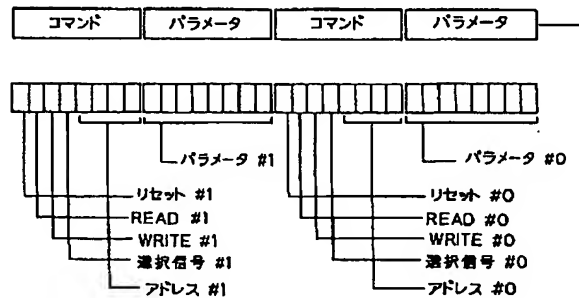 コマンド パラメータ コマンド パラメータ
パラメータ #1 パラメータ #0
リセット #1 リセット #0
READ #1 READ #0
WRITE #1 WRITE #0
選択信号 #1 選択信号 #0
アドレス #1 アドレス #0